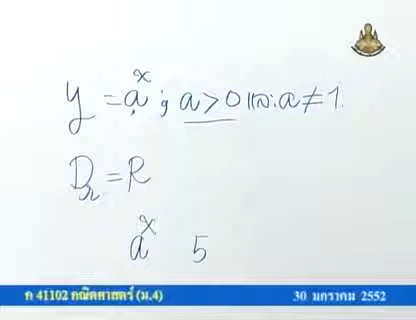 y = aˣ ; a > 0 และ a ≠ 1.
Dᵣ = R
aˣ 5
ค 41102 คณิตศาสตร์ (ม.4) 30 มกราคม 2552